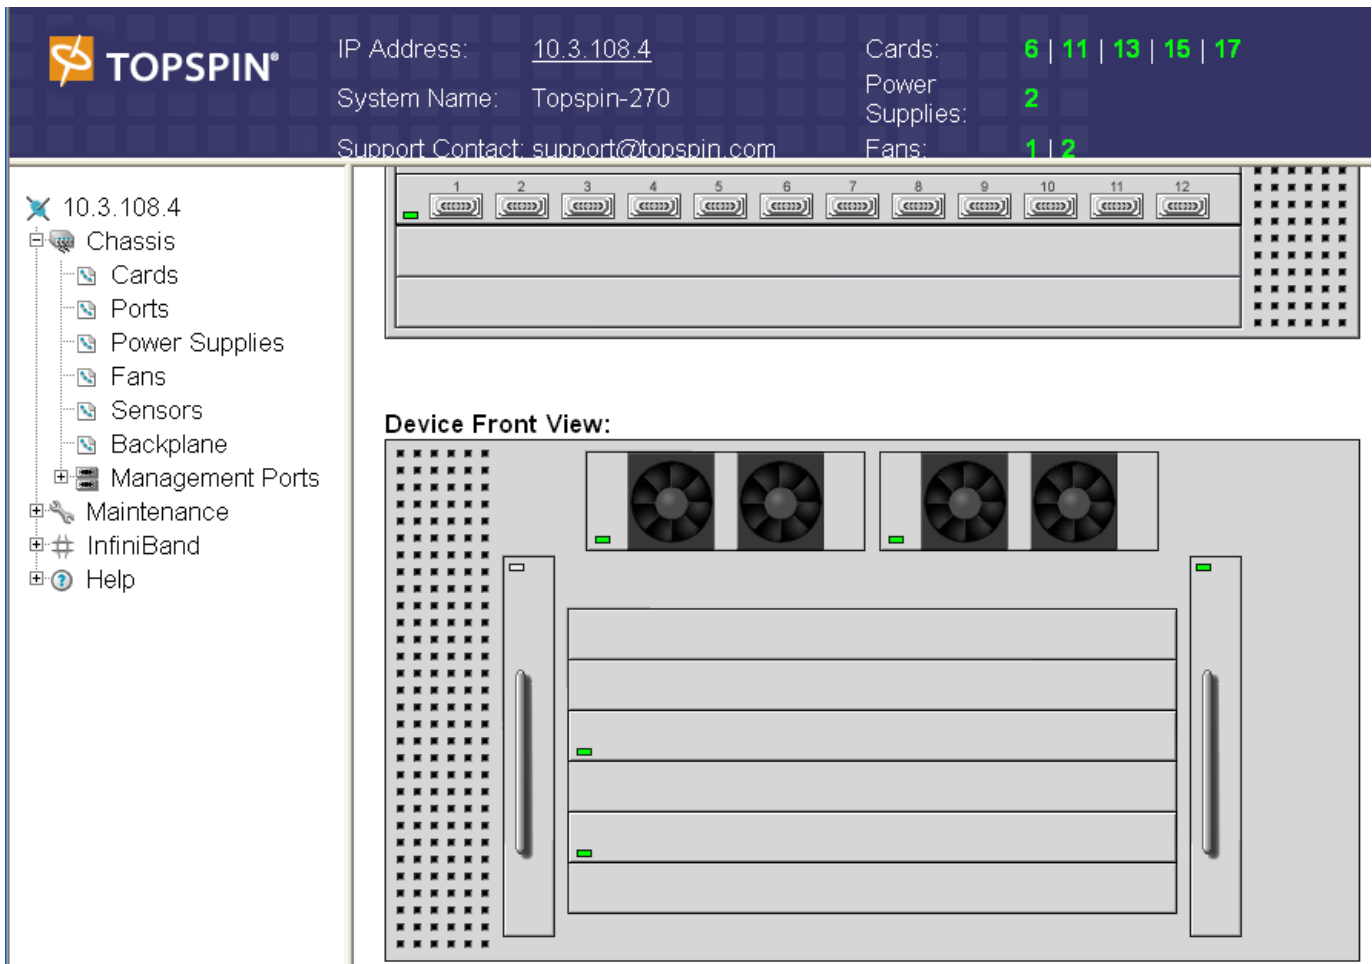 TOPSPIN®
IP Address: 10.3.108.4
System Name: Topspin-270
Support Contact: support@topspin.com
Cards: 6 | 11 | 13 | 15 | 17
Power
Supplies: 2
Fans: 1 | 2
10.3.108.4
Chassis
Cards
Ports
Power Supplies
Fans
Sensors
Backplane
Management Ports
Maintenance
InfiniBand
Help
1 2 3 4 5 6 7 8 9 10 11 12
Device Front View: